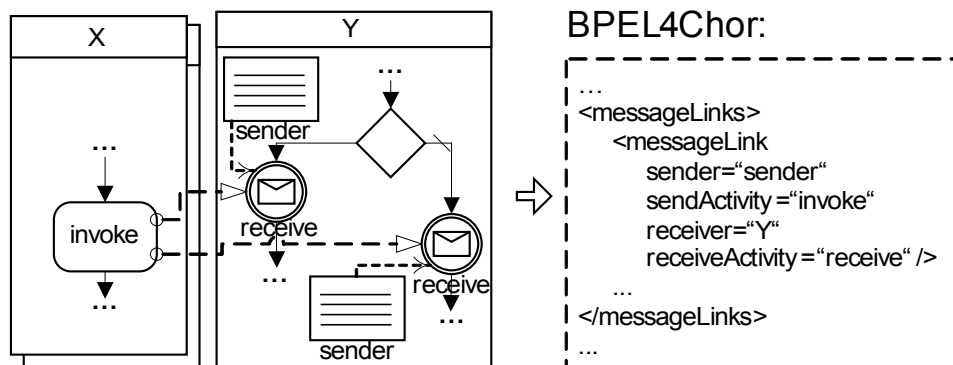 X
...
invoke
...
Y
sender
...
receive
...
receive
...
sender
BPEL4Chor:
...
<messageLinks>
<messageLink
sender=“sender“
sendActivity=“invoke“
receiver=“Y“
receiveActivity=“receive“ />
...
</messageLinks>
...